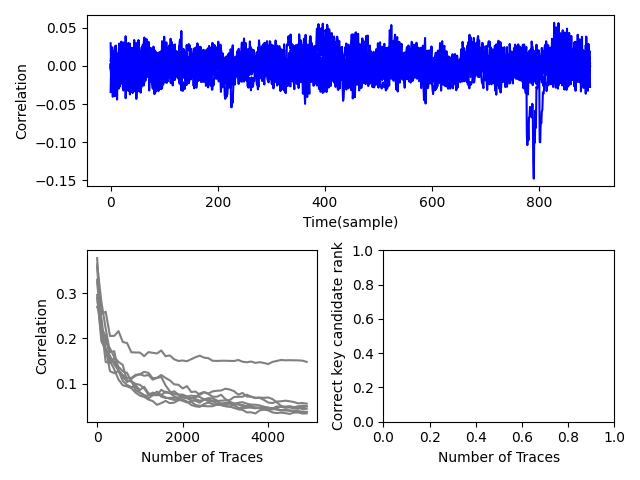 0.05
0.00
−0.05
−0.10
−0.15
Correlation
0 200 400 600 800
Time(sample)
0.3
0.2
0.1
Correlation
0 2000 4000
Number of Traces
1.0
0.8
0.6
0.4
0.2
0.0
Correct key candidate rank
0.0 0.2 0.4 0.6 0.8 1.0
Number of Traces